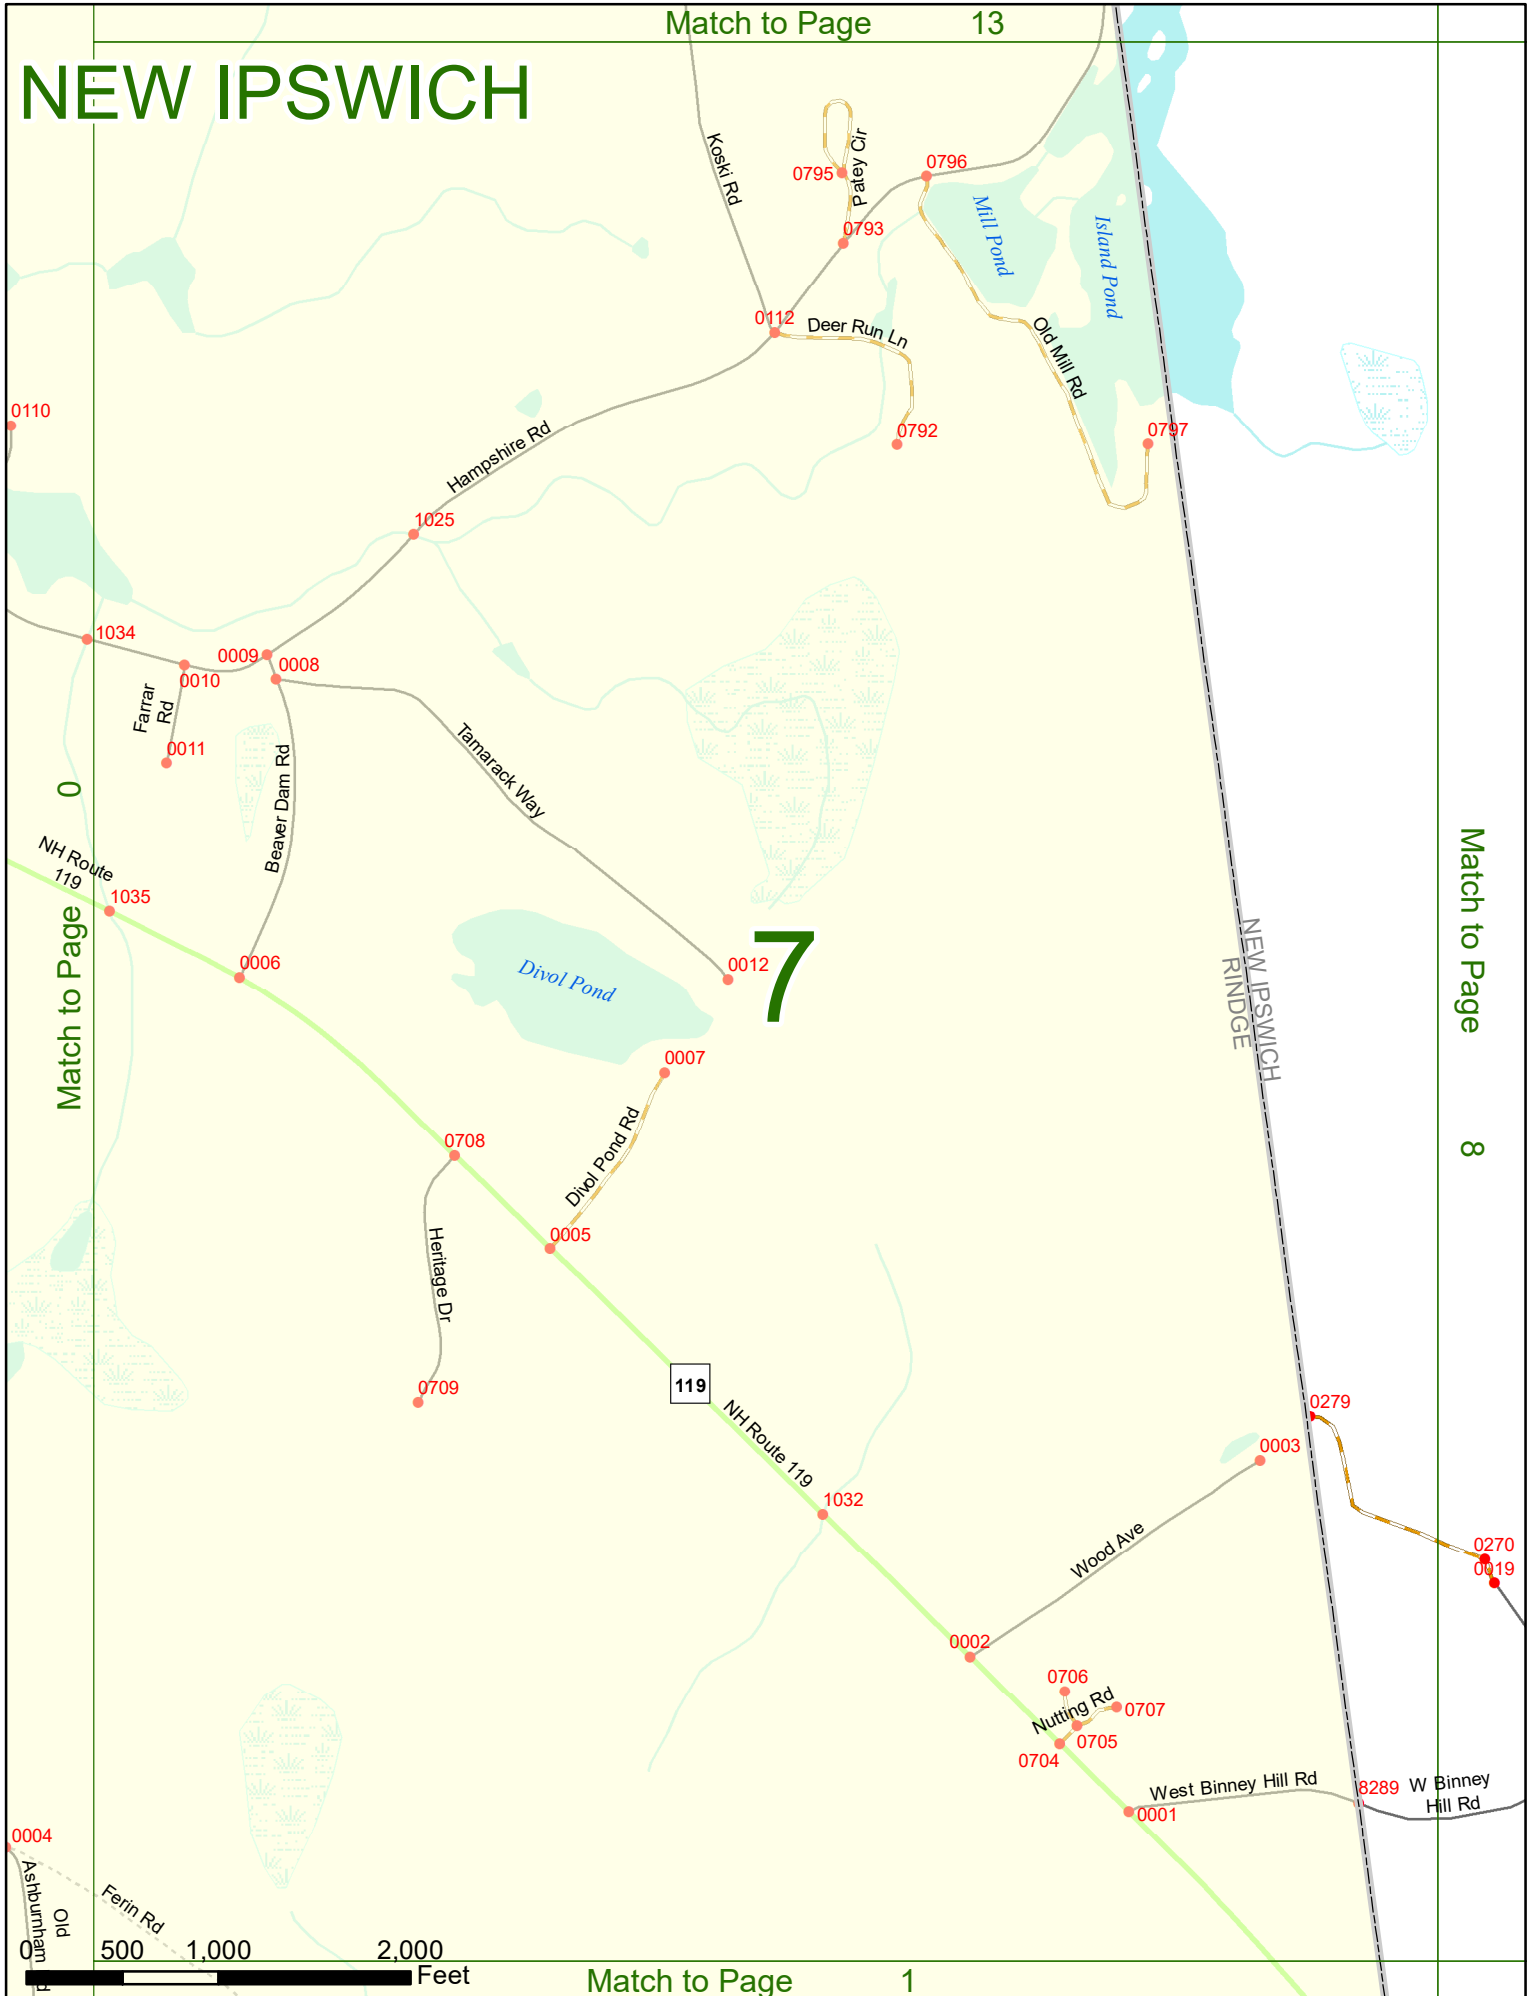 Match to Page 13
NEW IPSWICH
Koski Rd
Patey Cir
0795
0796
0793
Mill Pond
Island Pond
0112
Deer Run Ln
Old Mill Rd
0110
0792
0797
Hampshire Rd
1025
1034
0009
0008
0010
Farrar
Rd
0011
Tamarack Way
Beaver Dam Rd
Match to Page 0
NH Route
119
1035
0006
Divol Pond
0012
7
NEW IPSWICH
RINDGE
Match to Page 8
0007
Divol Pond Rd
0708
0005
Heritage Dr
0709
119
NH Route 119
0279
0003
1032
Wood Ave
0270
0019
0002
0706
Nutting Rd
0707
0705
0704
West Binney Hill Rd
8289
W Binney
Hill Rd
0001
0004
Old
Ashburnham
Ferin Rd
0 500 1,000 2,000
Feet
Match to Page 1